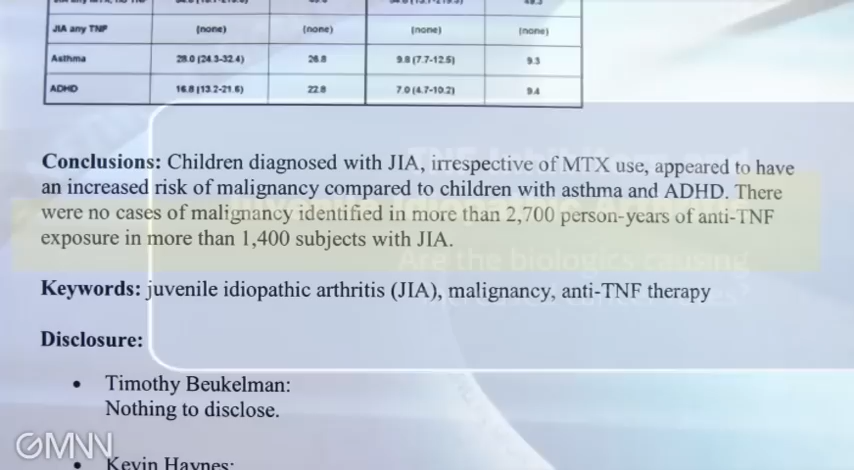 JIA any TNF (none) (none) (none) (none)
Asthma 28.0 (24.3-32.4) 26.8 9.8 (7.7-12.5) 9.3
ADHD 16.8 (13.2-21.6) 22.8 7.0 (4.7-10.2) 9.4
Conclusions: Children diagnosed with JIA, irrespective of MTX use, appeared to have
an increased risk of malignancy compared to children with asthma and ADHD. There
were no cases of malignancy identified in more than 2,700 person-years of anti-TNF
exposure in more than 1,400 subjects with JIA.
Are the biologics causing
Keywords: juvenile idiopathic arthritis (JIA), malignancy, anti-TNF therapy
Disclosure:
• Timothy Beukelman:
Nothing to disclose.
• Kevin Haynes:
OMNN